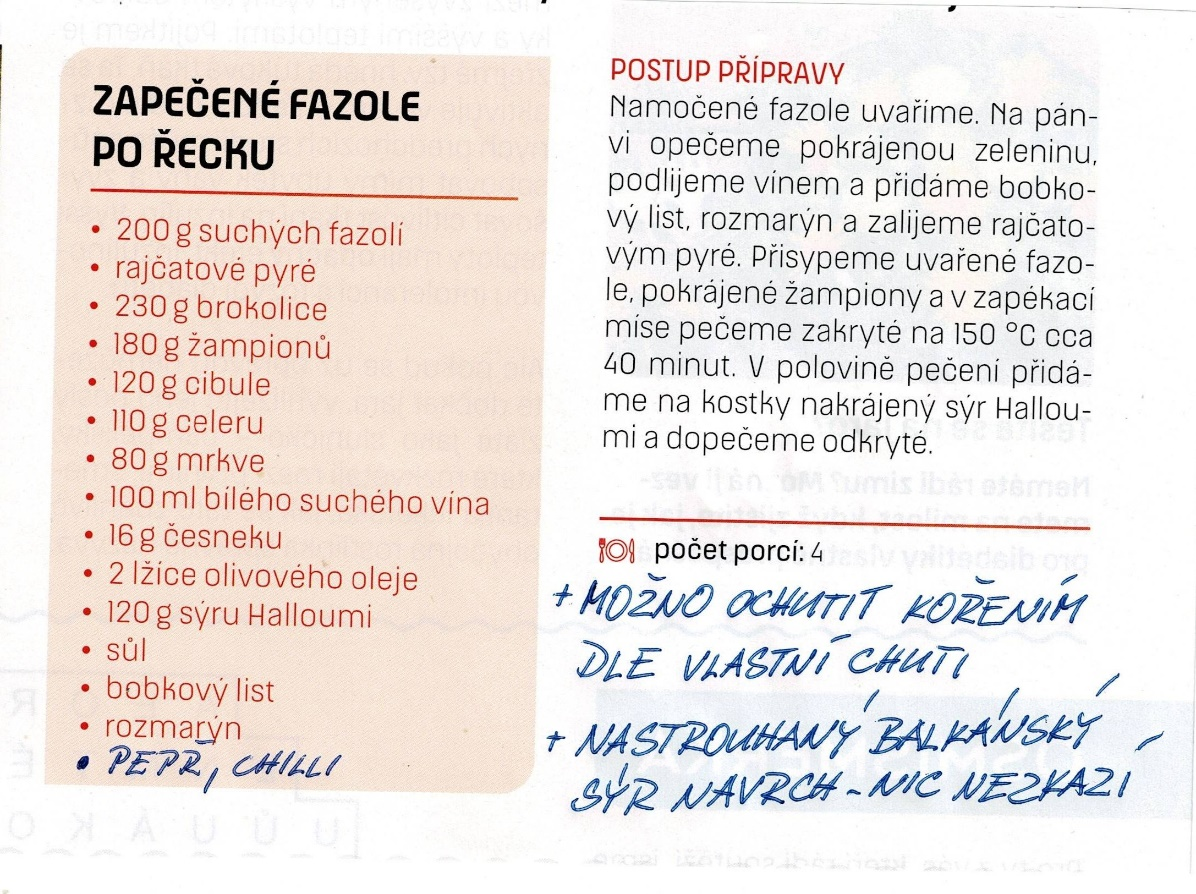 ZAPEČENÉ FAZOLE
PO ŘECKU
• 200 g suchých fazolí
• rajčatové pyré
• 230 g brokolice
• 180 g žampionů
• 120 g cibule
• 110 g celeru
• 80 g mrkve
• 100 ml bílého suchého vína
• 16 g česneku
• 2 lžíce olivového oleje
• 120 g sýru Halloumi
• sůl
• bobkový list
• rozmarýn
• PEPŘ, CHILLI
POSTUP PŘÍPRAVY
Namočené fazole uvaříme. Na pán-
vi opečeme pokrájenou zeleninu,
podlijeme vínem a přidáme bobko-
vý list, rozmarýn a zalijeme rajčato-
vým pyré. Přisypeme uvařené fazo-
le, pokrájené žampiony a v zapékací
míse pečeme zakryté na 150 °C cca
40 minut. V polovině pečení přidá-
me na kostky nakrájený sýr Hallou-
mi a dopečeme odkryté.
počet porcí: 4
+ MOŽNO OCHUTIT KOŘENÍM
DLE VLASTNÍ CHUTI
+ NASTROUHANÝ BALKÁNSKÝ
SÝR NAVRCH - NIC NEZKAZÍ